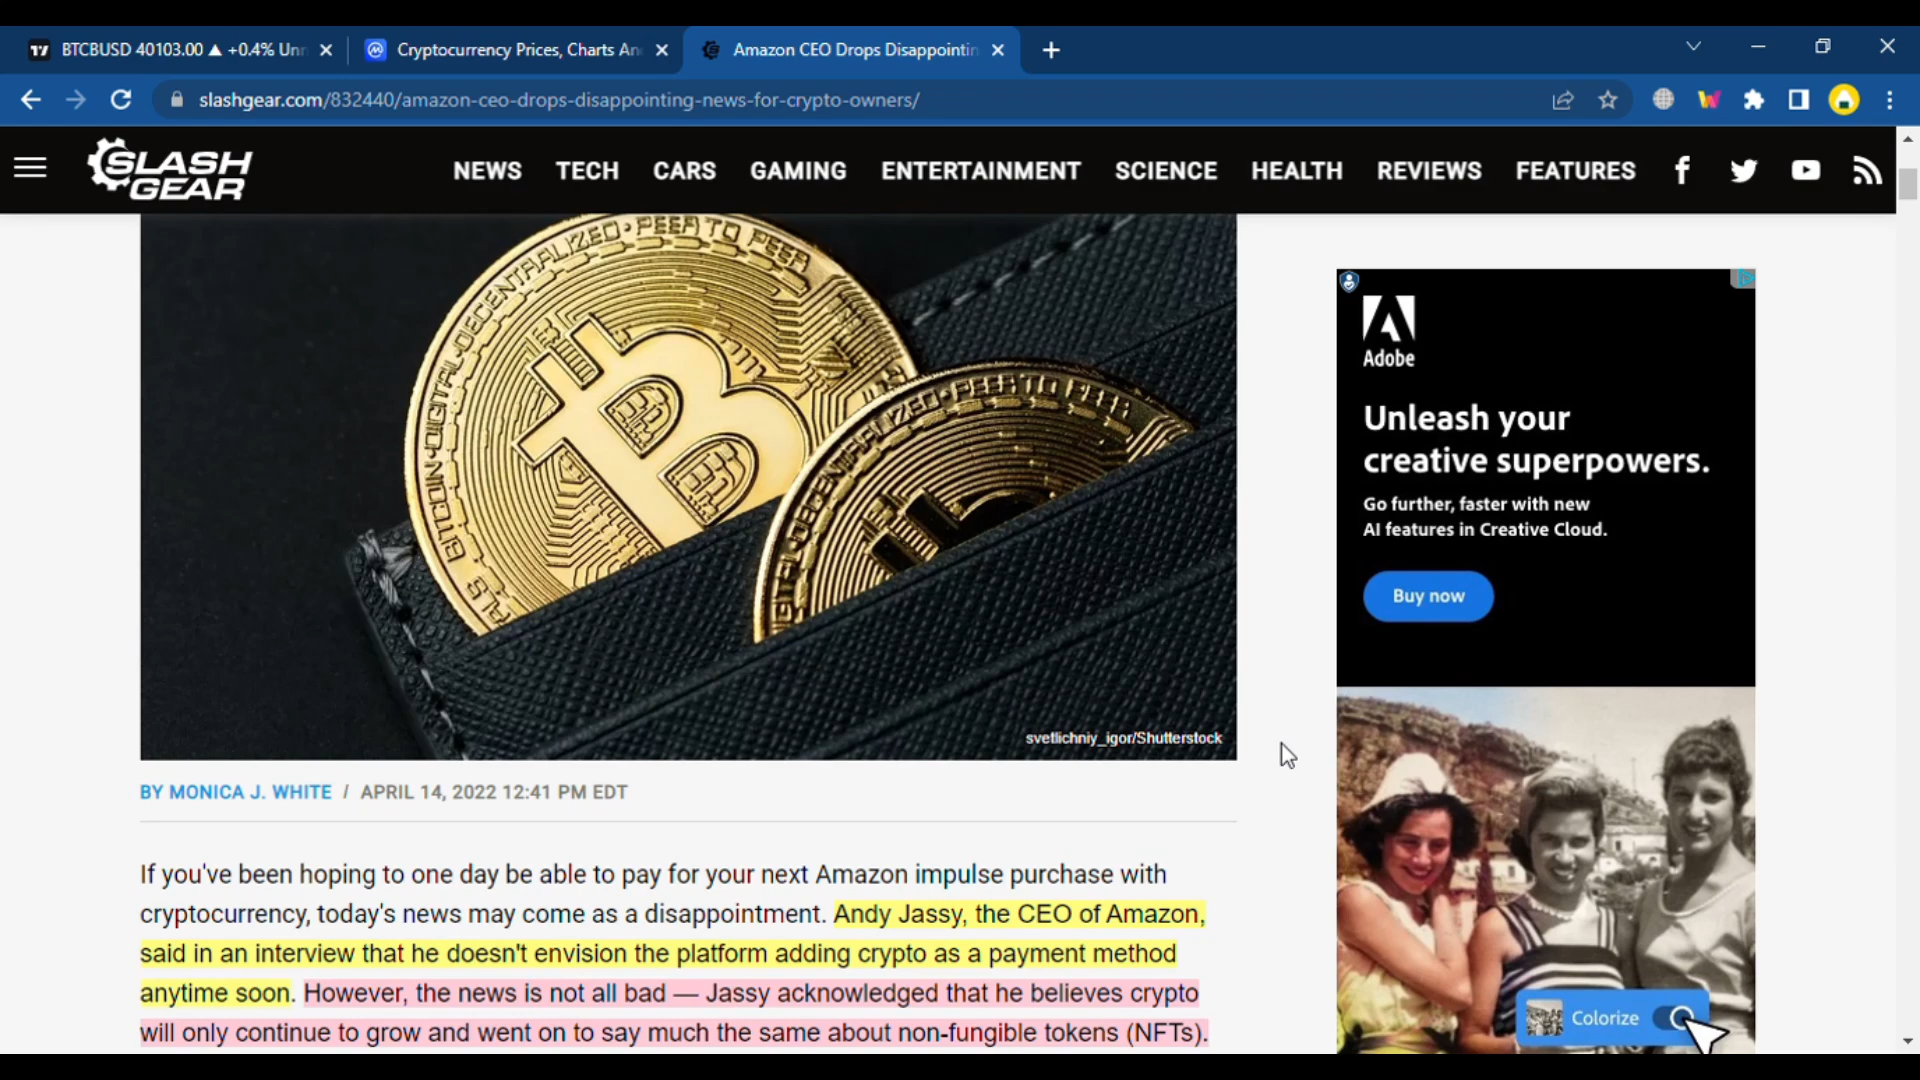 BTCBUSD 40103.00 ▲ +0.4% Unn
Cryptocurrency Prices, Charts An
Amazon CEO Drops Disappointin
slashgear.com/832440/amazon-ceo-drops-disappointing-news-for-crypto-owners/
SLASH
GEAR
NEWS TECH CARS GAMING ENTERTAINMENT SCIENCE HEALTH REVIEWS FEATURES
DIGITAL•DECENTRALIZED•PEER TO PEER
BITCOIN
DECENTRALIZED•PEER TO PEER
svetlichniy_igor/Shutterstock
BY MONICA J. WHITE / APRIL 14, 2022 12:41 PM EDT
If you've been hoping to one day be able to pay for your next Amazon impulse purchase with
cryptocurrency, today's news may come as a disappointment. Andy Jassy, the CEO of Amazon,
said in an interview that he doesn't envision the platform adding crypto as a payment method
anytime soon. However, the news is not all bad — Jassy acknowledged that he believes crypto
will only continue to grow and went on to say much the same about non-fungible tokens (NFTs).
Adobe
Unleash your
creative superpowers.
Go further, faster with new
AI features in Creative Cloud.
Buy now
Colorize